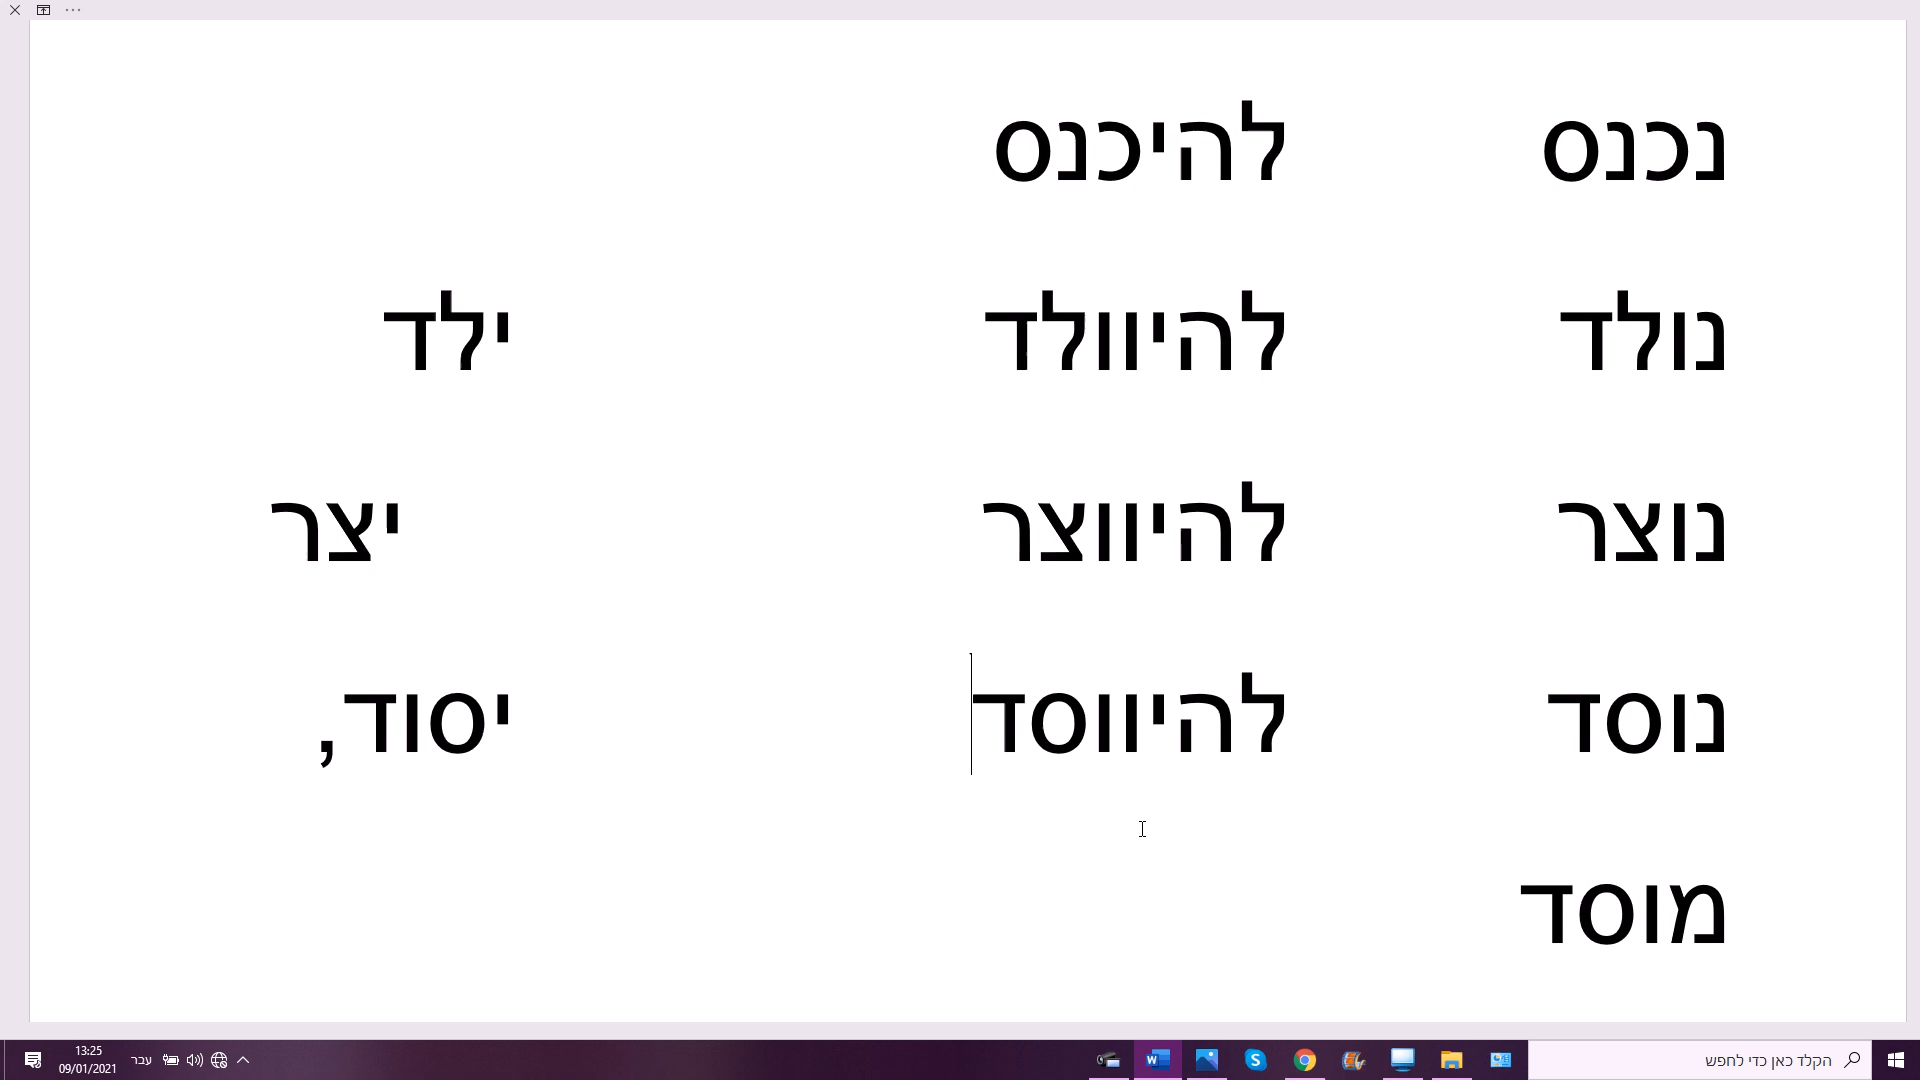 נכנס להיכנס
נולד להיוולד ילד
נוצר להיווצר יצר
נוסד להיווסד יסוד,
מוסד
הקלד כאן כדי לחפש
עבר
13:25
09/01/2021